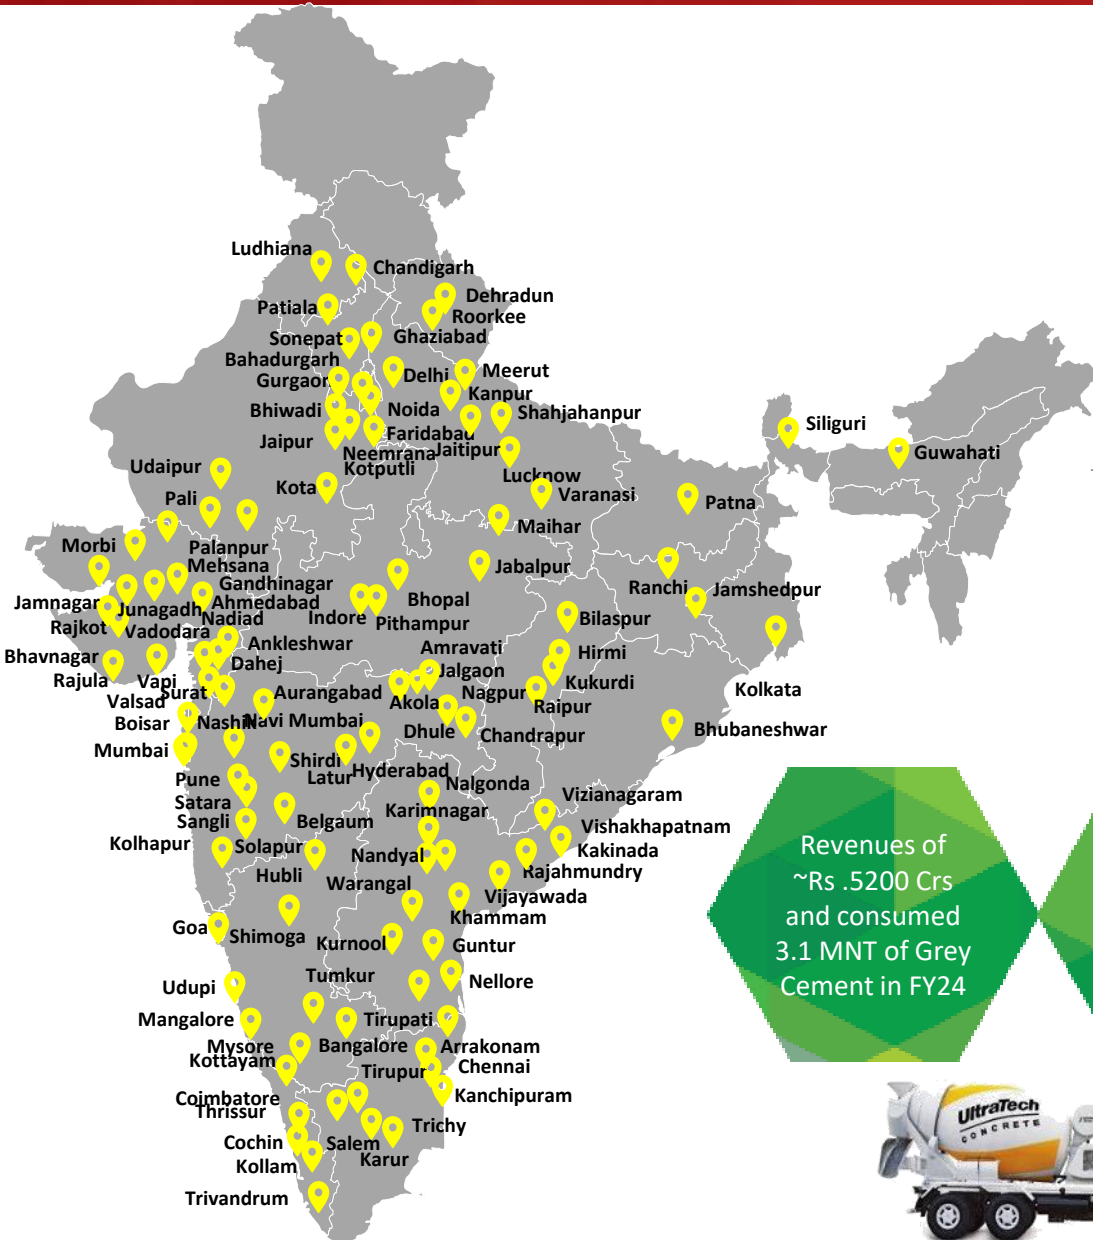 Ludhiana
Chandigarh
Dehradun
Patiala
Roorkee
Sonepat
Ghaziabad
Bahadurgarh
Gurgaon
Delhi
Meerut
Kanpur
Bhiwadi
Noida
Shahjahanpur
Jaipur
Faridabad
Siliguri
Neemrana
Jaitipur
Guwahati
Udaipur
Kotputli
Lucknow
Kota
Varanasi
Pali
Patna
Maihar
Morbi
Palanpur
Mehsana
Jabalpur
Gandhinagar
Ranchi
Jamshedpur
Jamnagar
Junagadh
Ahmedabad
Bhopal
Rajkot
Nadiad
Indore
Pithampur
Bilaspur
Vadodara
Ankleshwar
Amravati
Bhavnagar
Dahej
Hirmi
Rajula
Vapi
Jalgaon
Kukurdi
Valsad
Surat
Aurangabad
Akola
Nagpur
Raipur
Kolkata
Boisar
Nashik
Navi Mumbai
Dhule
Chandrapur
Bhubaneshwar
Mumbai
Shirdi
Latur
Hyderabad
Pune
Nalgonda
Satara
Karimnagar
Vizianagaram
Sangli
Belgaum
Vishakhapatnam
Kolhapur
Solapur
Nandyal
Kakinada
Hubli
Rajahmundry
Warangal
Vijayawada
Khammam
Goa
Shimoga
Kurnool
Guntur
Tumkur
Nellore
Udupi
Mangalore
Tirupati
Mysore
Bangalore
Arrakonam
Kottayam
Tirupur
Chennai
Coimbatore
Kanchipuram
Thrissur
Trichy
Cochin
Salem
Kollam
Karur
Trivandrum
Revenues of
~Rs .5200 Crs
and consumed
3.1 MNT of Grey
Cement in FY24
UltraTech
CONCRETE